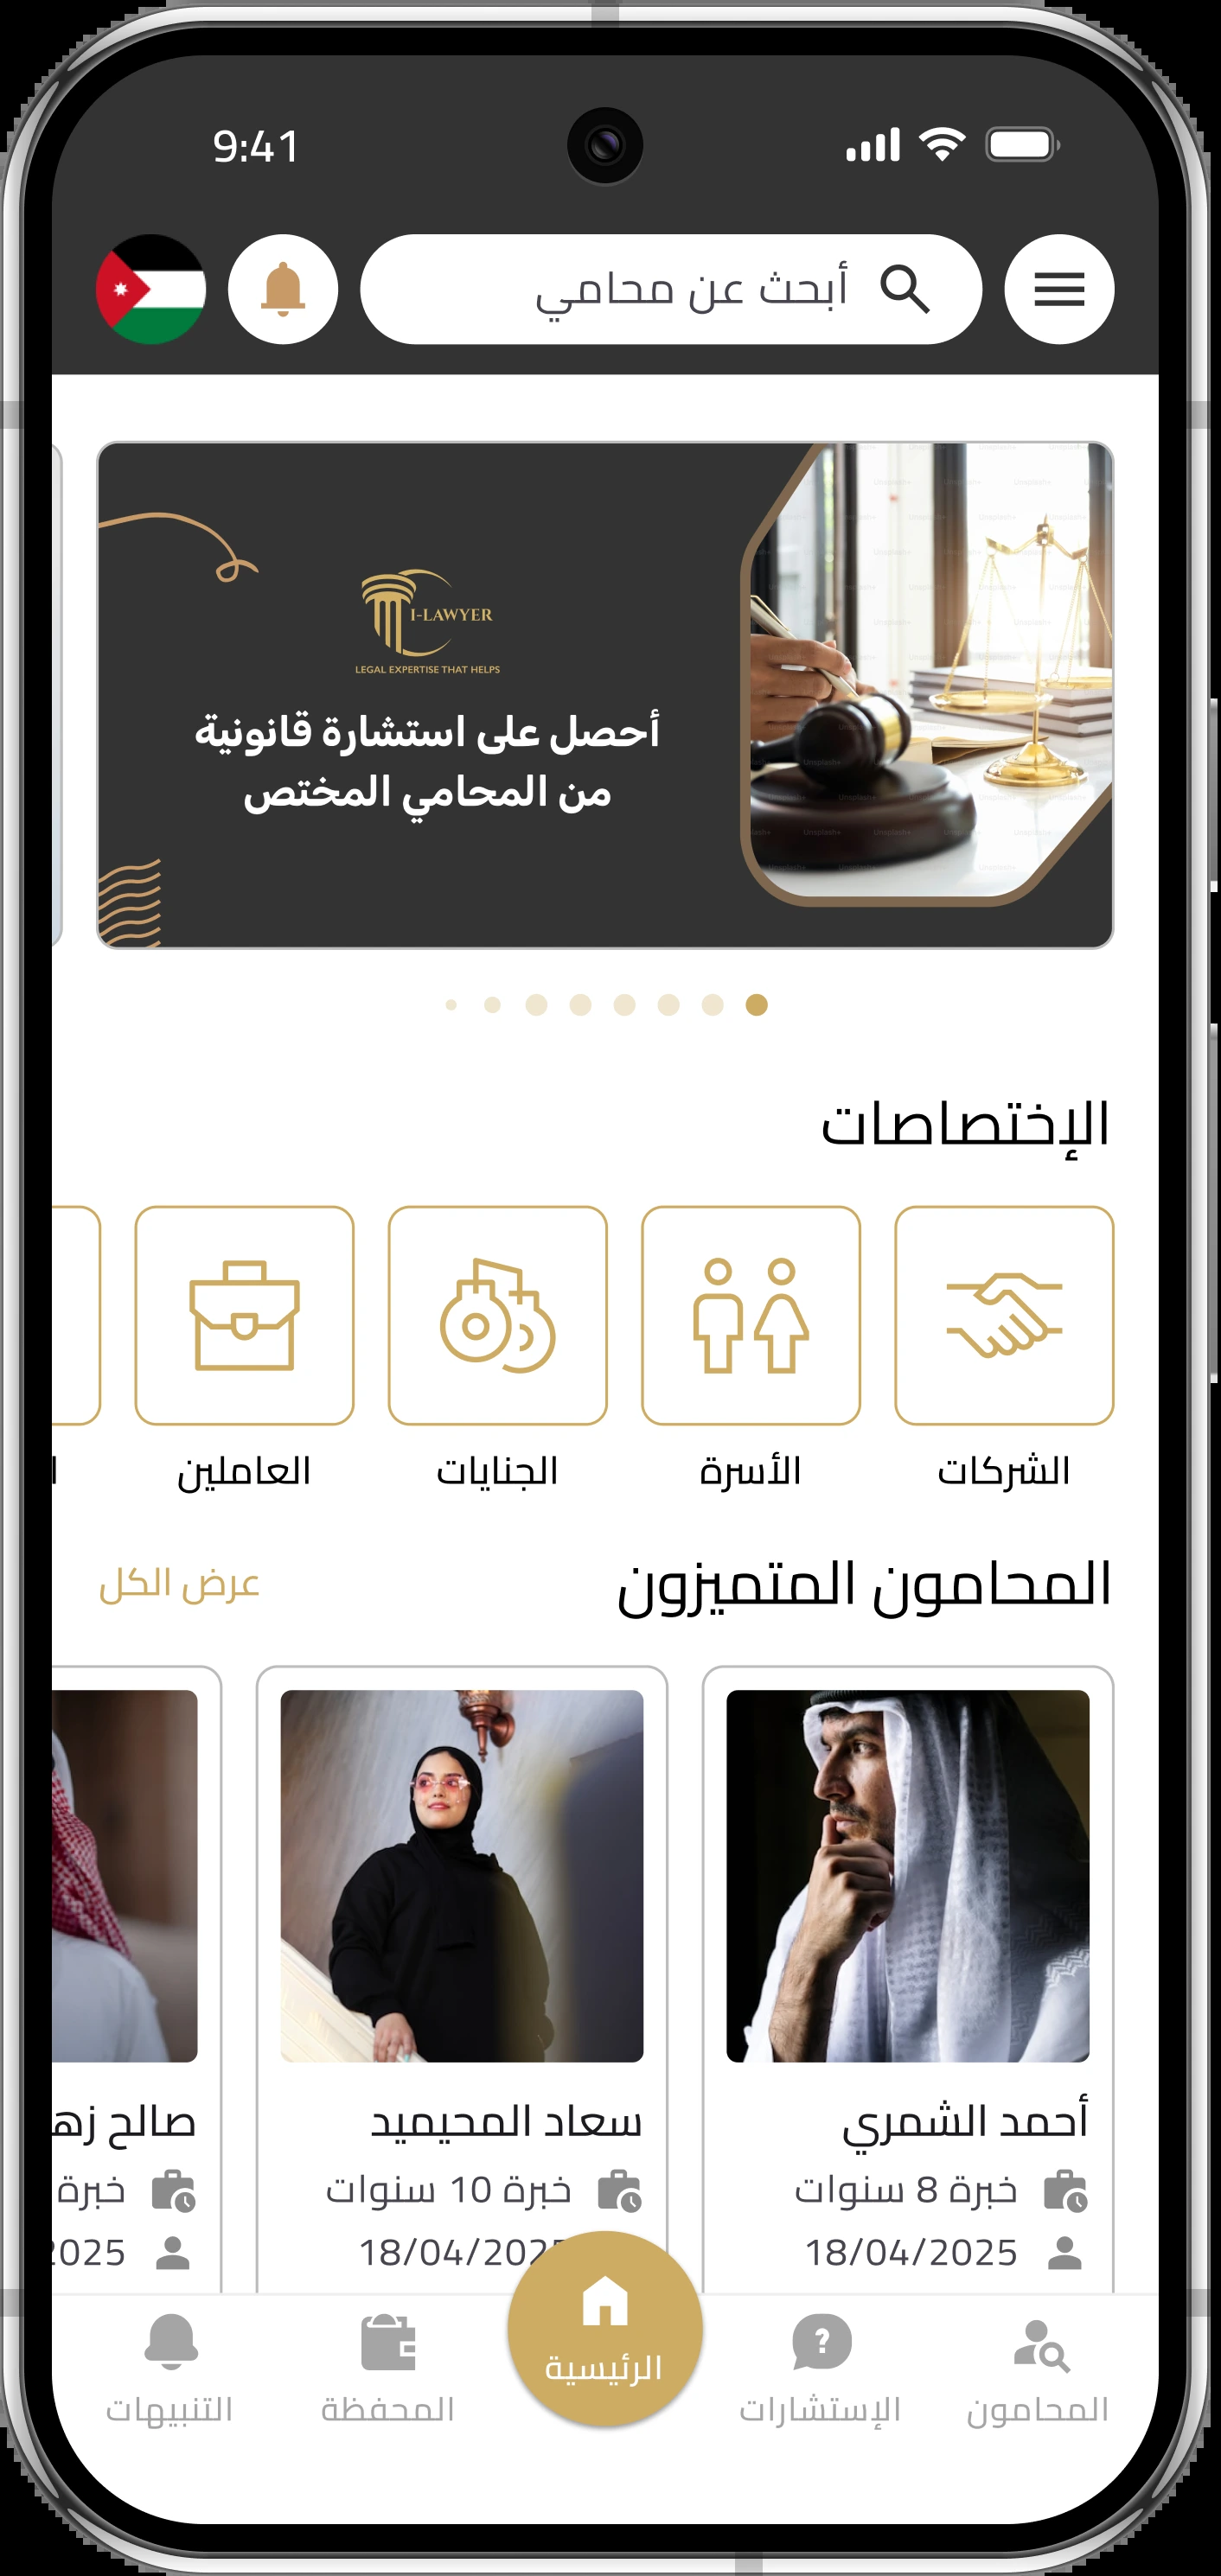 9:41
أبحث عن محامي
I-LAWYER
LEGAL EXPERTISE THAT HELPS
أحصل على استشارة قانونية
من المحامي المختص
الإختصاصات
الشركات
الأسرة
الجنايات
العاملين
المحامون المتميزون
عرض الكل
أحمد الشمري
خبرة 8 سنوات
18/04/2025
سعاد المحيميد
خبرة 10 سنوات
18/04/202
صالح زه
خبرة
2025
المحامون
الإستشارات
الرئيسية
المحفظة
التنبيهات